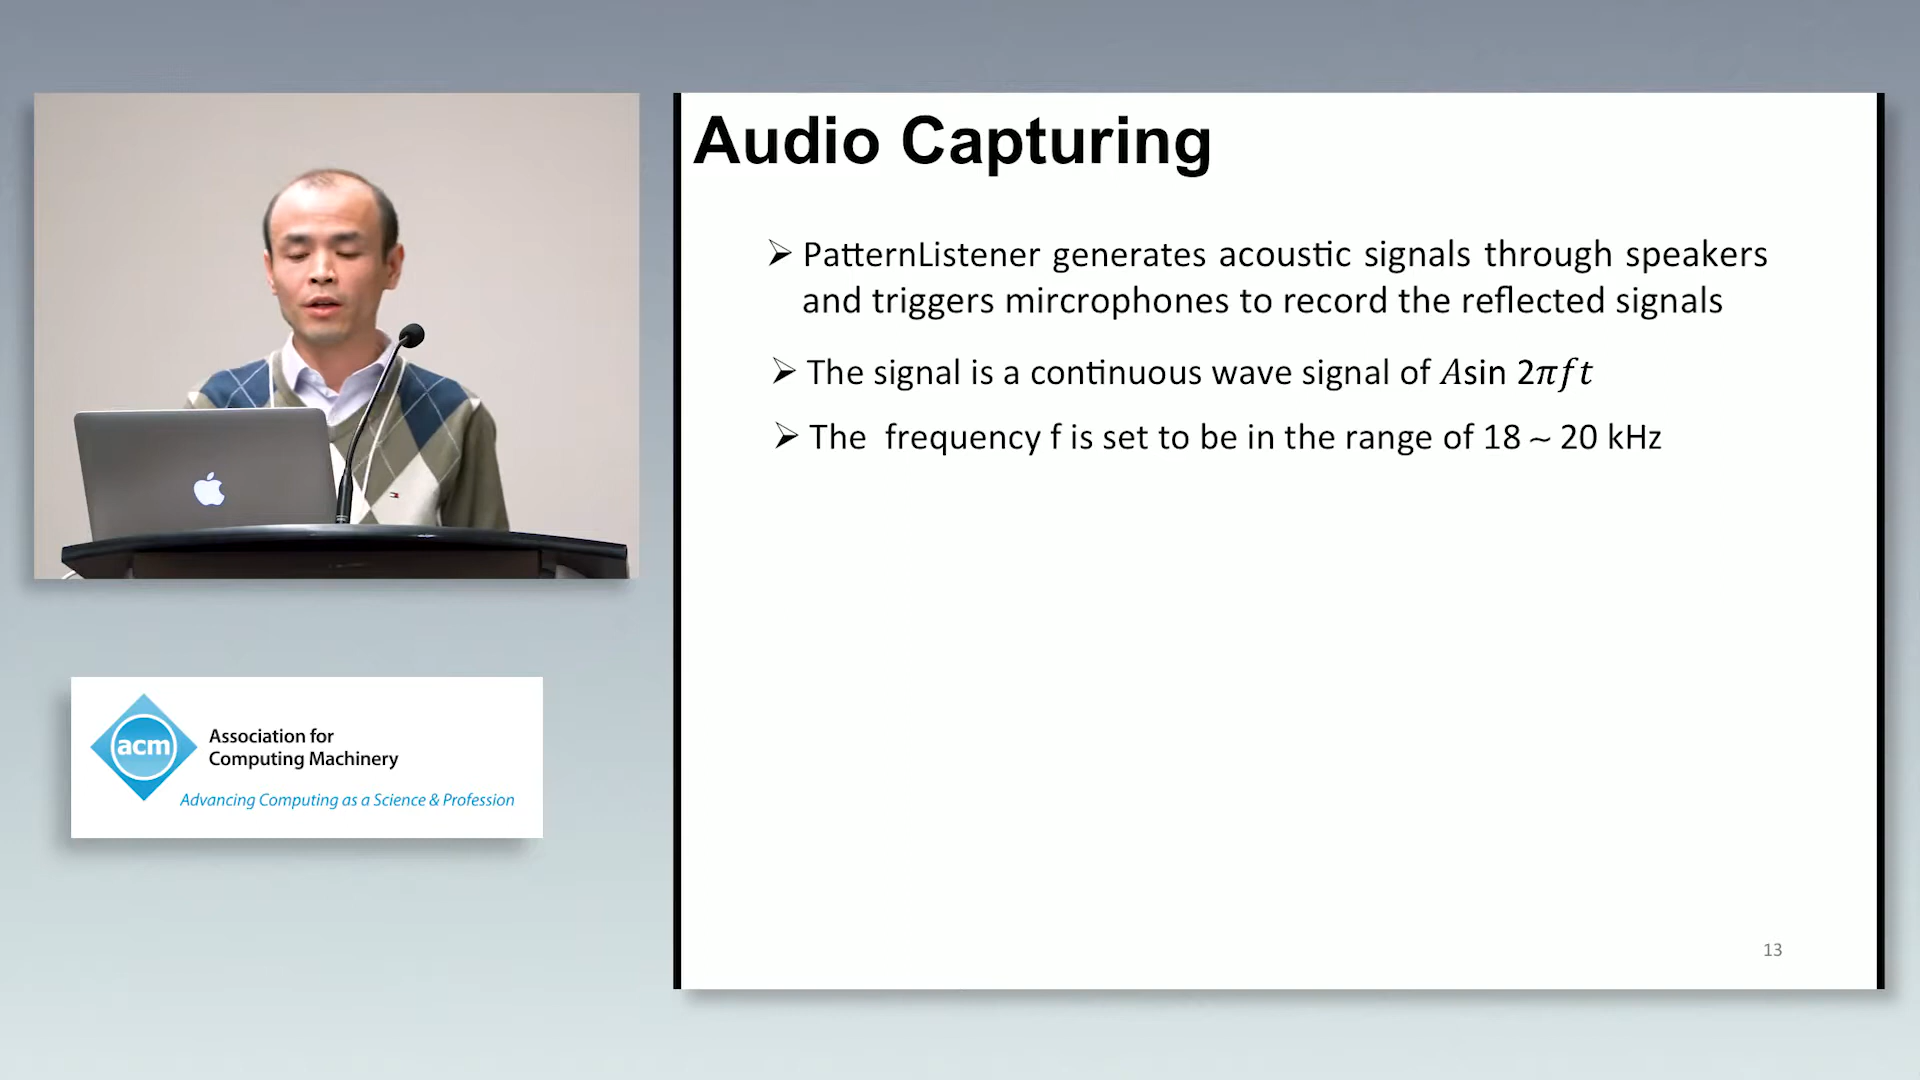 Audio Capturing
➢ PatternListener generates acoustic signals through speakers
and triggers mircrophones to record the reflected signals
➢ The signal is a continuous wave signal of 𝐴sin 2𝜋𝑓𝑡
➢ The frequency f is set to be in the range of 18 ~ 20 kHz
13
acm
Association for
Computing Machinery
Advancing Computing as a Science & Profession